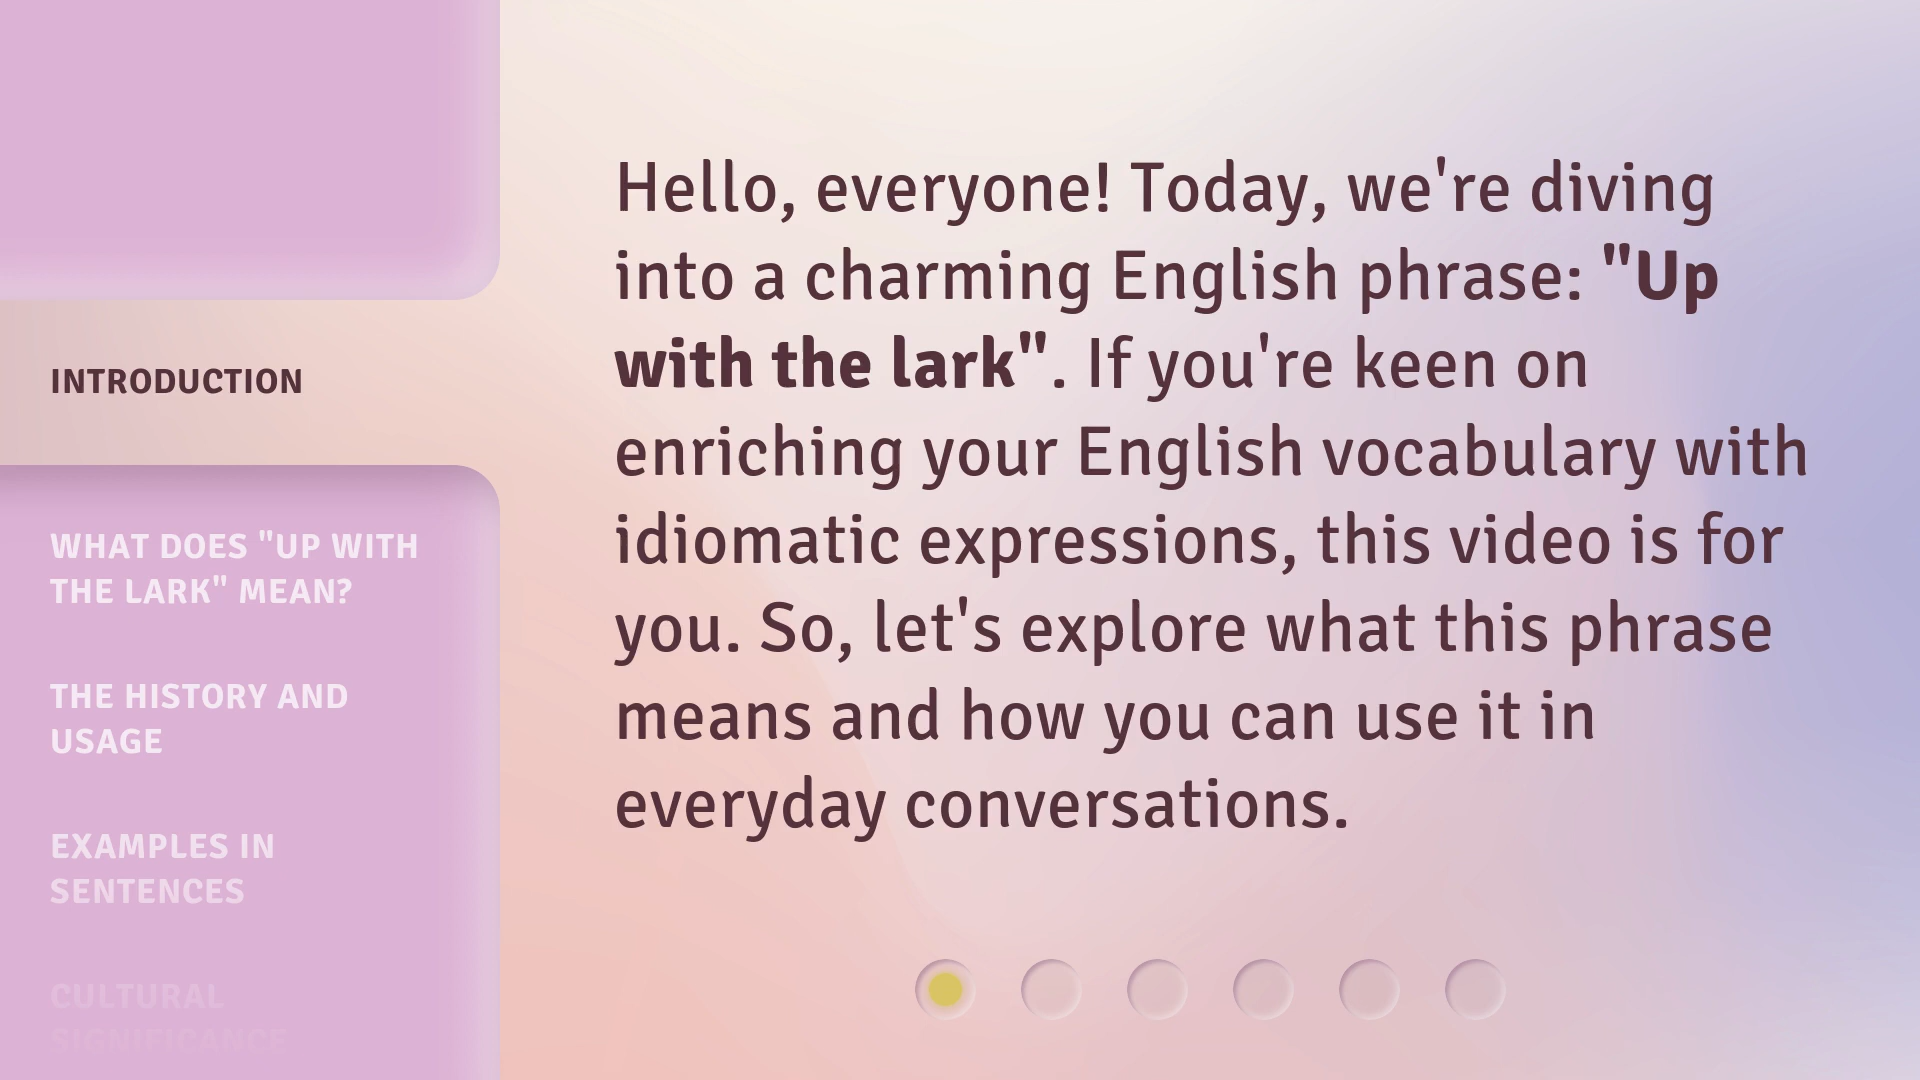 INTRODUCTION
WHAT DOES "UP WITH
THE LARK" MEAN?
THE HISTORY AND
USAGE
EXAMPLES IN
SENTENCES
CULTURAL
SIGNIFICANCE
Hello, everyone! Today, we're diving
into a charming English phrase: "Up
with the lark". If you're keen on
enriching your English vocabulary with
idiomatic expressions, this video is for
you. So, let's explore what this phrase
means and how you can use it in
everyday conversations.